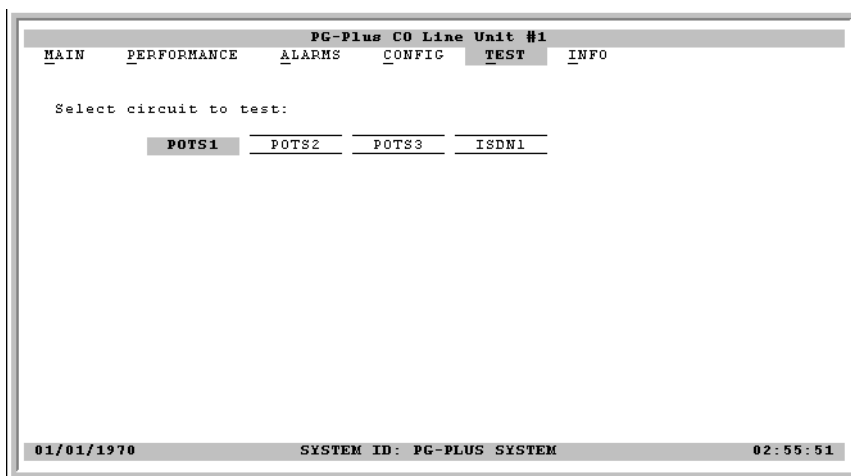 PG-Plus CO Line Unit #1
MAIN PERFORMANCE ALARMS CONFIG TEST INFO
Select circuit to test:
POTS1 POTS2 POTS3 ISDN1
01/01/1970 SYSTEM ID: PG-PLUS SYSTEM 02:55:51